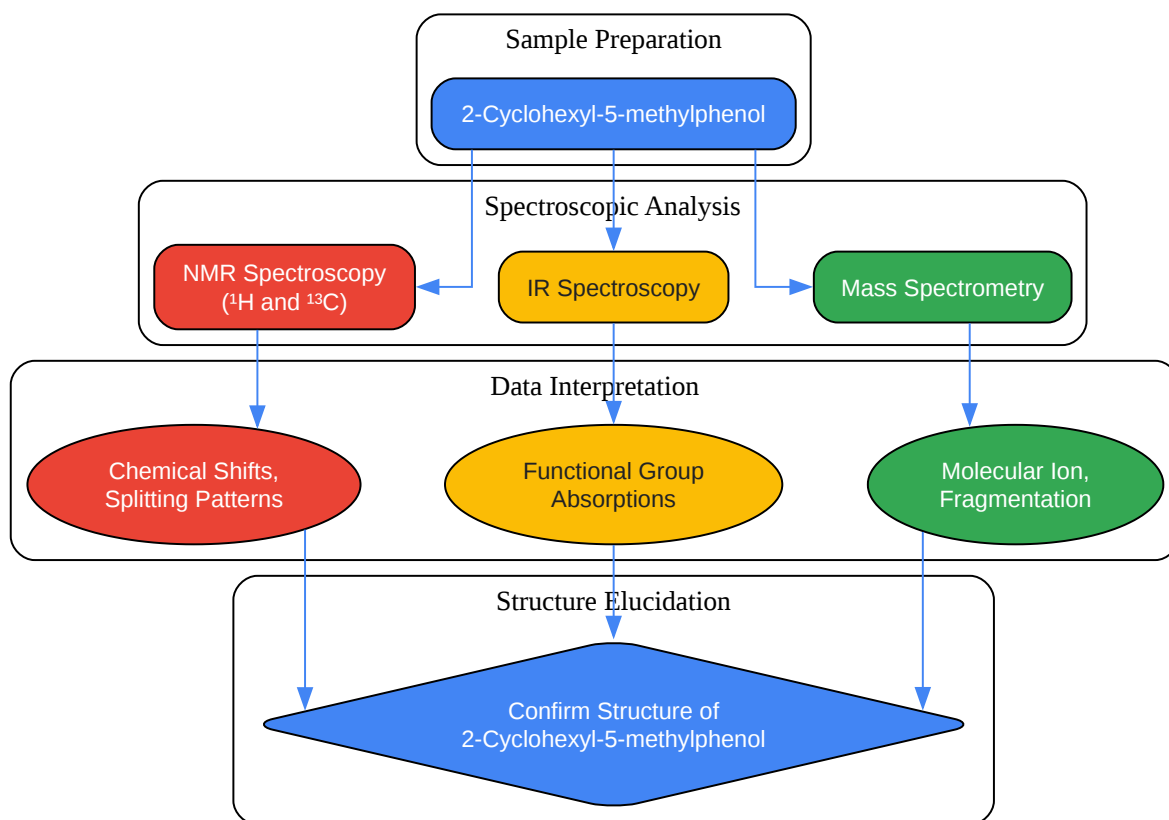 Sample Preparation
2-Cyclohexyl-5-methylphenol
Spectroscopic Analysis
NMR Spectroscopy
(¹H and ¹³C)
IR Spectroscopy
Mass Spectrometry
Data Interpretation
Chemical Shifts,
Splitting Patterns
Functional Group
Absorptions
Molecular Ion,
Fragmentation
Structure Elucidation
Confirm Structure of
2-Cyclohexyl-5-methylphenol